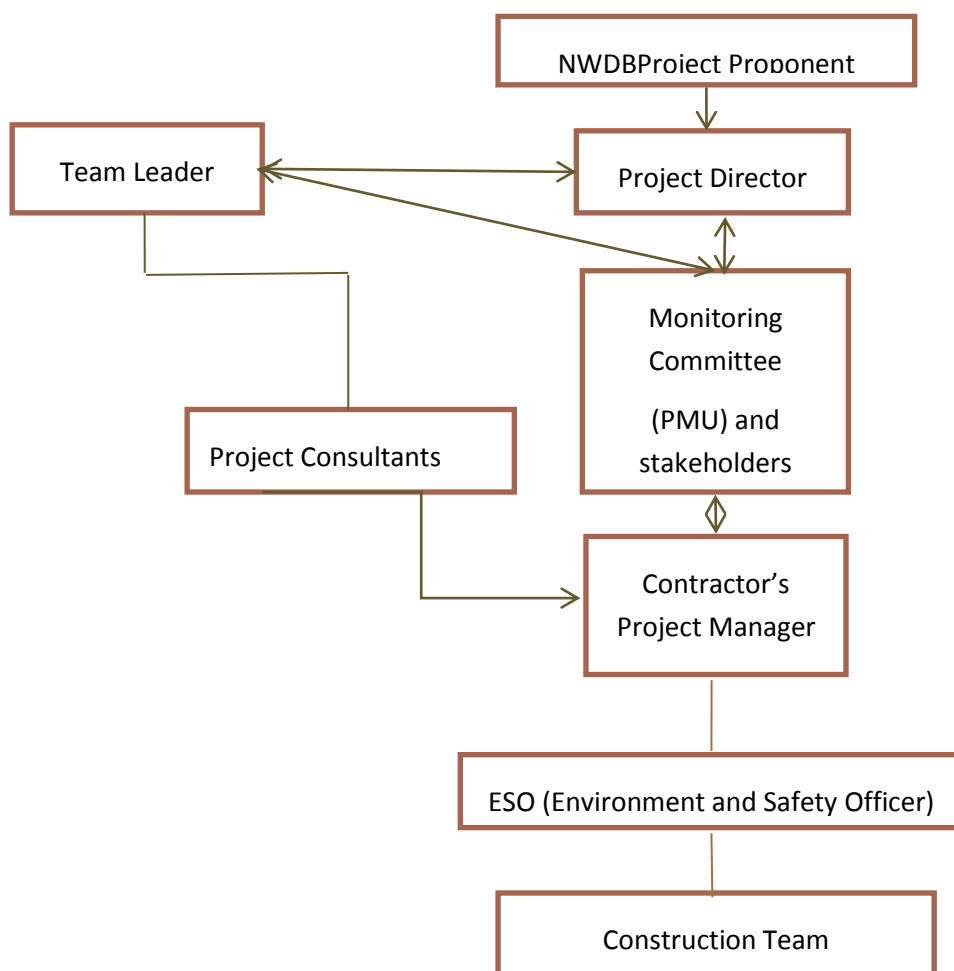 NWDBProject Proponent
Team Leader
Project Director
Monitoring
Committee
(PMU) and
stakeholders
Project Consultants
Contractor’s
Project Manager
ESO (Environment and Safety Officer)
Construction Team